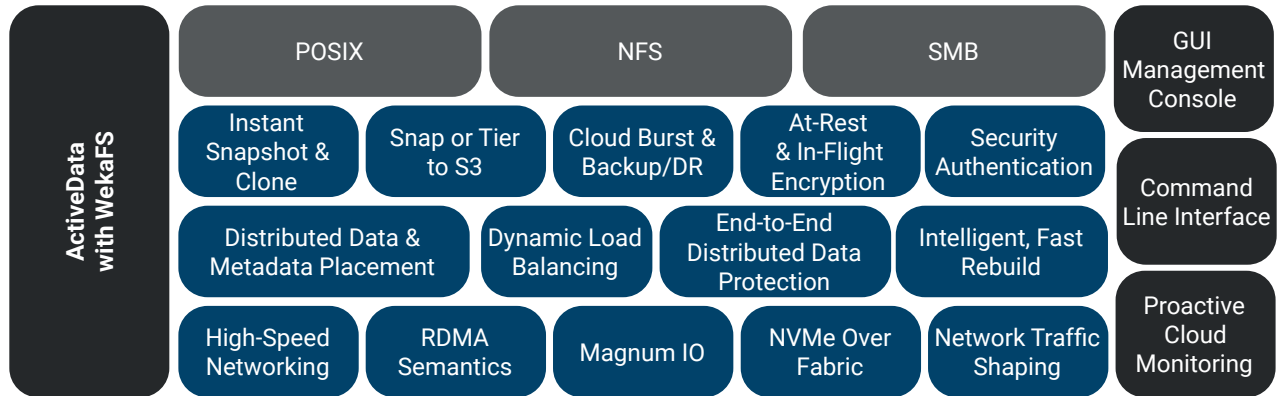 ActiveData
with WekaFS
POSIX
NFS
SMB
Instant
Snapshot &
Clone
Snap or Tier
to S3
Cloud Burst &
Backup/DR
At-Rest
& In-Flight
Encryption
Security
Authentication
Distributed Data &
Metadata Placement
Dynamic Load
Balancing
End-to-End
Distributed Data
Protection
Intelligent, Fast
Rebuild
High-Speed
Networking
RDMA
Semantics
Magnum IO
NVMe Over
Fabric
Network Traffic
Shaping
GUI
Management
Console
Command
Line Interface
Proactive
Cloud
Monitoring